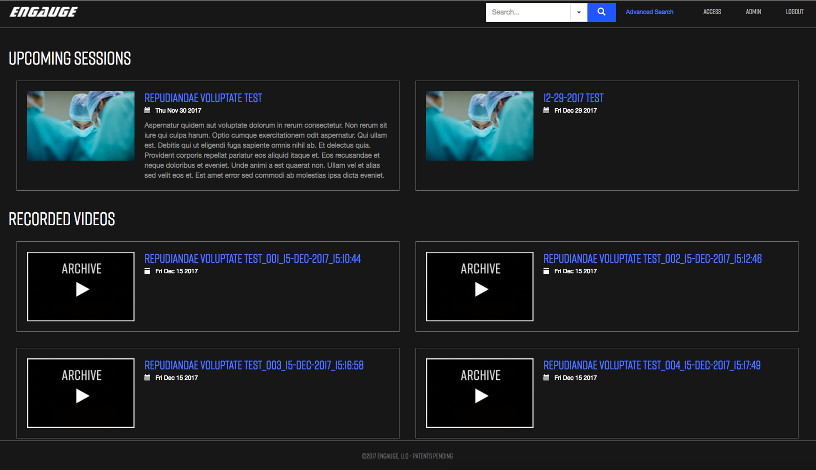 ENGAUGE
Search...
Advanced Search
ACCESS
ADMIN
LOGOUT
UPCOMING SESSIONS
REPUDIANDAE VOLUPTATE TEST
Thu Nov 30 2017
Aspernatur quidem aut voluptate dolorum in rerum consectetur. Non rerum sit
iure qui culpa harum. Optio cumque exercitationem odit aspernatur. Qui ullam
est. Debitis qui ut eligendi fuga sapiente omnis nihil ab. Et delectus quia.
Provident corporis repellat pariatur eos aliquid itaque et. Eos recusandae et
neque doloribus et eveniet. Unde animi a est quaerat non. Ullam vel et alias
sed velit eos et. Est amet error sed commodi ab molestias ipsa dicta eveniet.
12-29-2017 TEST
Fri Dec 29 2017
RECORDED VIDEOS
ARCHIVE
REPUDIANDAE VOLUPTATE TEST_001_15-DEC-2017_15:10:44
Fri Dec 15 2017
ARCHIVE
REPUDIANDAE VOLUPTATE TEST_002_15-DEC-2017_15:12:48
Fri Dec 15 2017
ARCHIVE
REPUDIANDAE VOLUPTATE TEST_003_15-DEC-2017_15:16:58
Fri Dec 15 2017
ARCHIVE
REPUDIANDAE VOLUPTATE TEST_004_15-DEC-2017_15:17:49
Fri Dec 15 2017
©2017 ENGAUGE, LLC - PATENTS PENDING